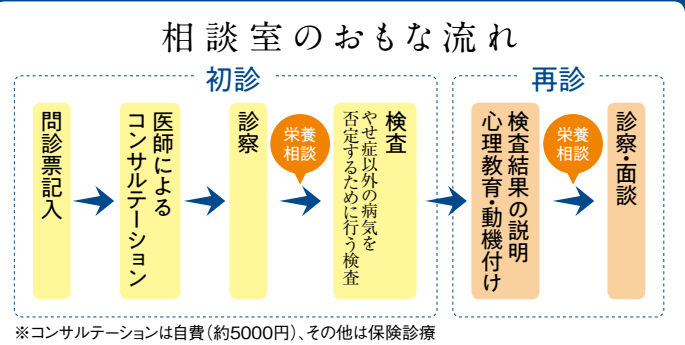 相談室のおもな流れ
初診
問診票記入
医師による
コンサルテーション
診察
栄養
相談
検査
やせ症以外の病気を
否定するために行う検査
再診
検査結果の説明
心理教育・動機付け
栄養
相談
診察・面談
※コンサルテーションは自費(約5000円)、その他は保険診療